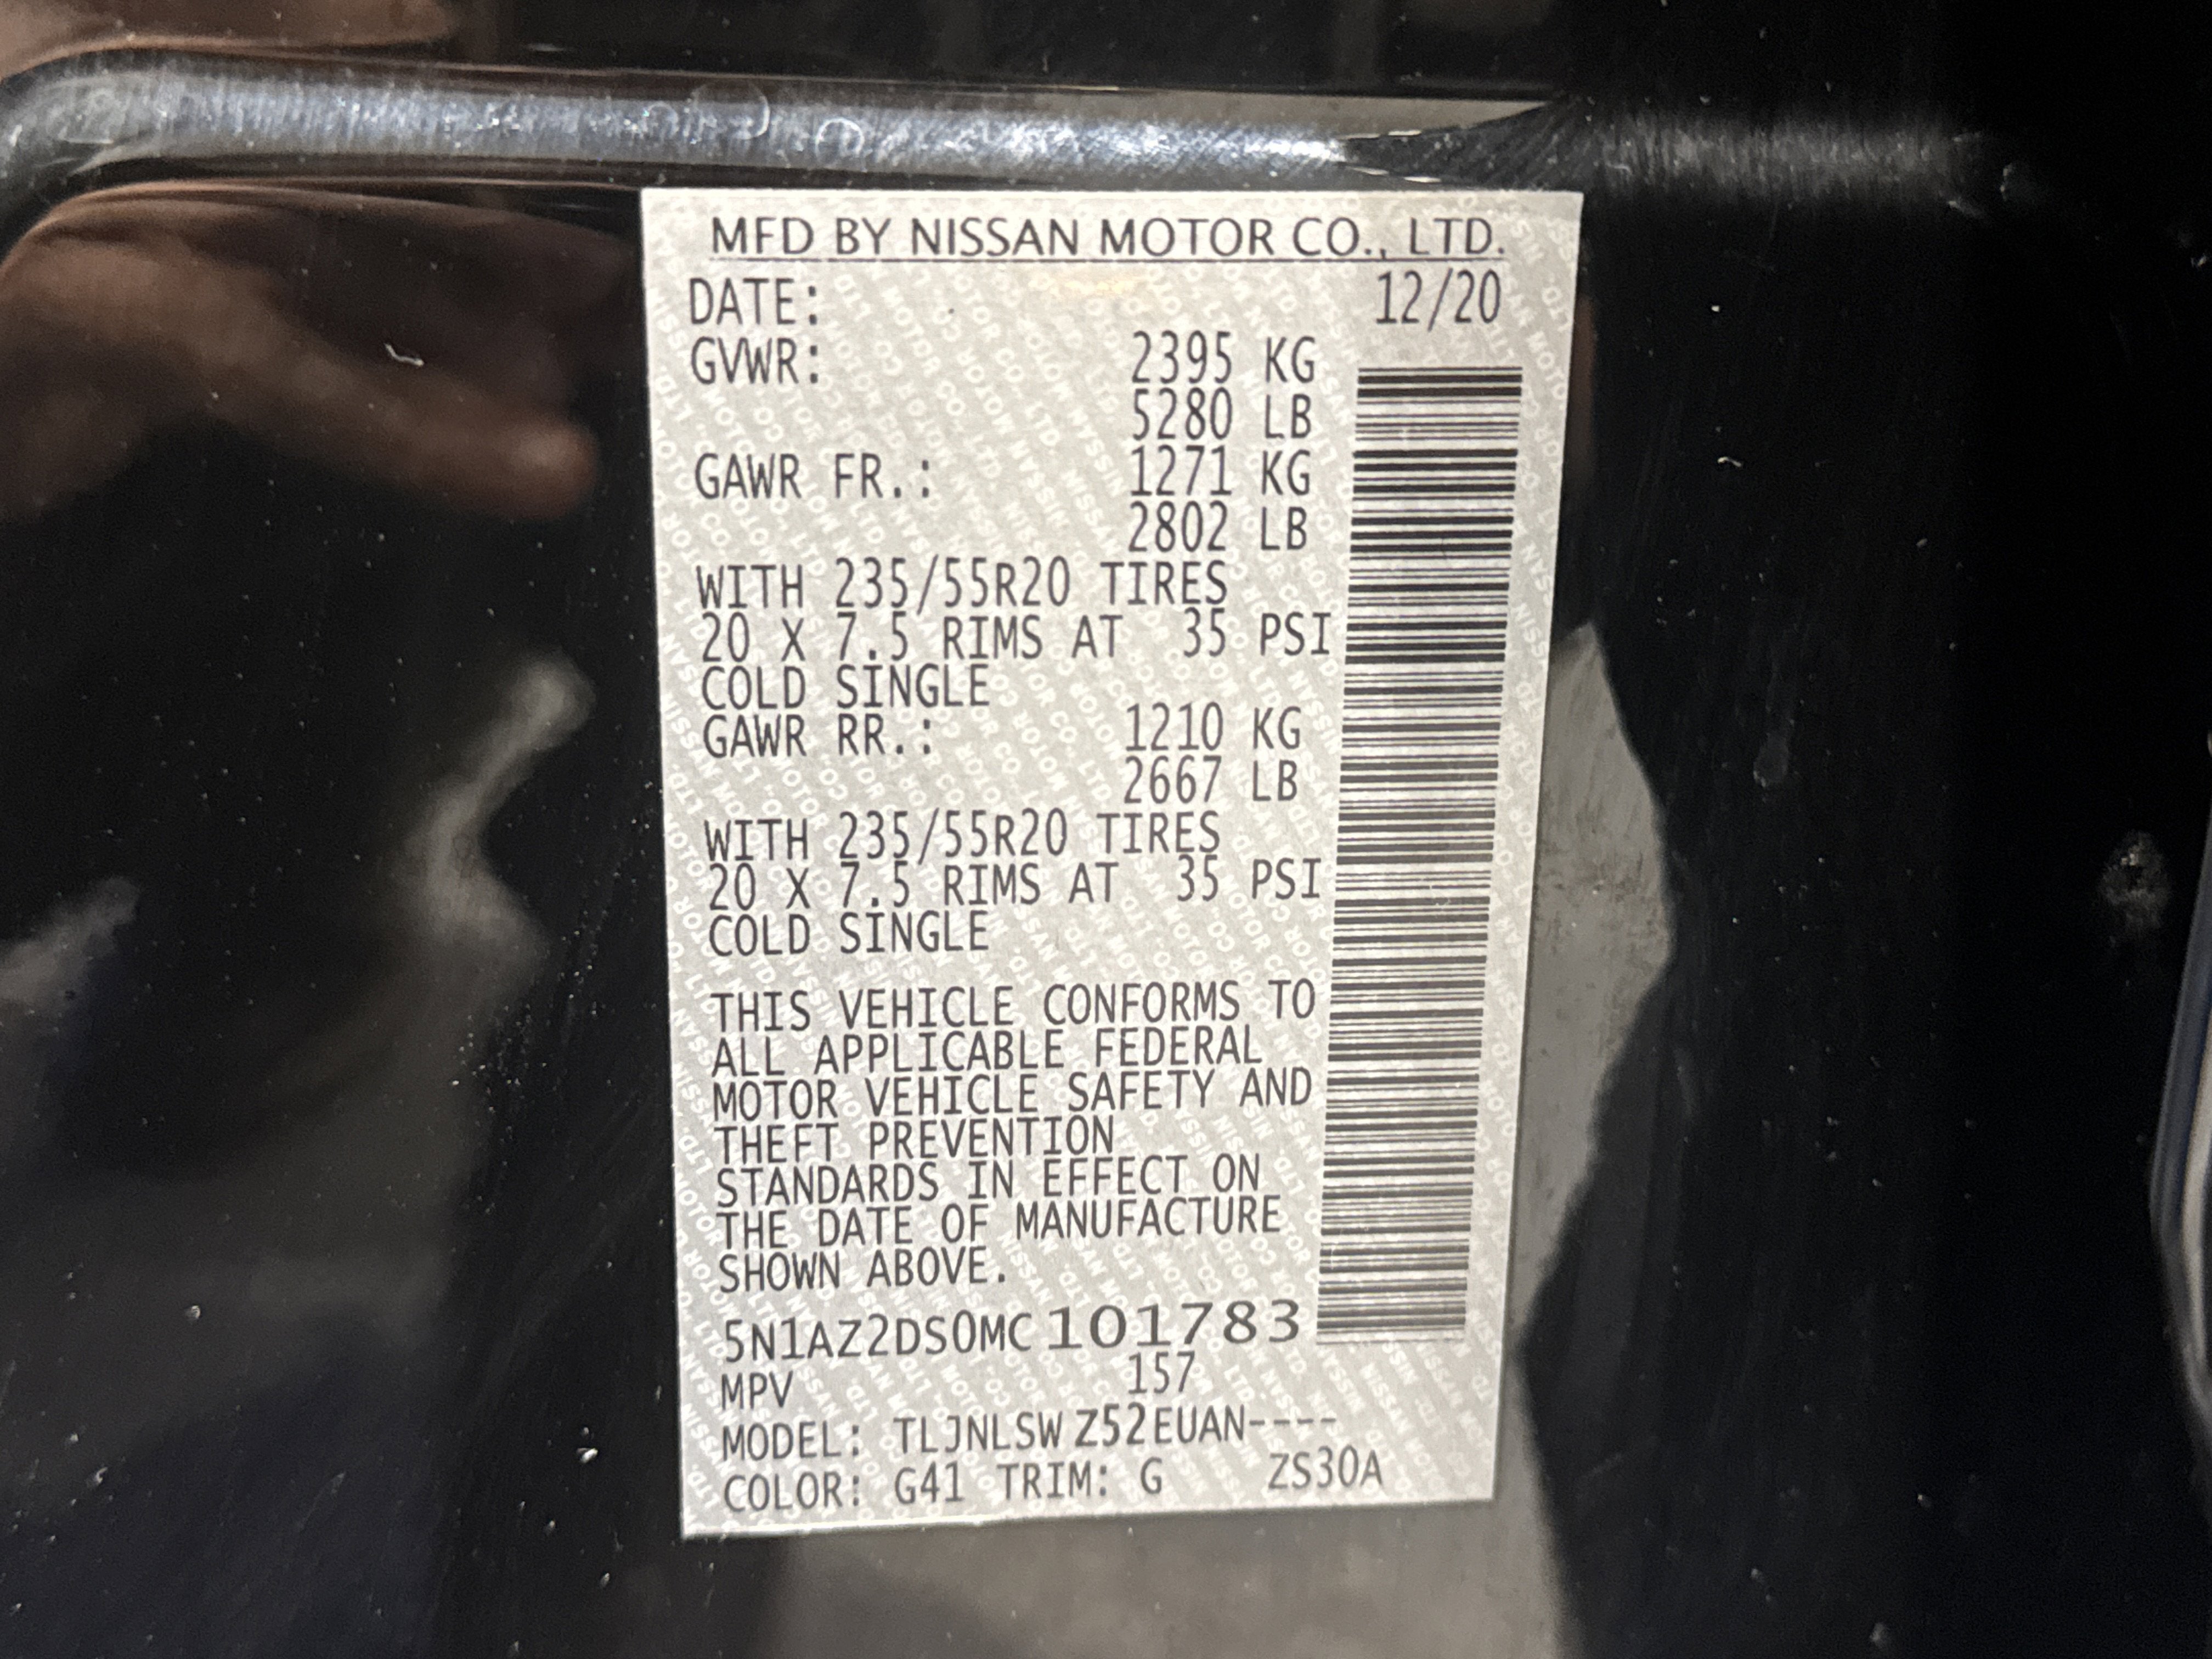 MFD BY NISSAN MOTOR CO., LTD.
DATE: 12/20
GVWR: 2395 KG
5280 LB
GAWR FR.: 1271 KG
2802 LB
WITH 235/55R20 TIRES
20 X 7.5 RIMS AT 35 PSI
COLD SINGLE
GAWR RR.: 1210 KG
2667 LB
WITH 235/55R20 TIRES
20 X 7.5 RIMS AT 35 PSI
COLD SINGLE
THIS VEHICLE CONFORMS TO
ALL APPLICABLE FEDERAL
MOTOR VEHICLE SAFETY AND
THEFT PREVENTION
STANDARDS IN EFFECT ON
THE DATE OF MANUFACTURE
SHOWN ABOVE.
5N1AZ2DS0MC101783
MPV 157
MODEL: TLJNLSW Z52EUAN----
COLOR: G41 TRIM: G ZS30A